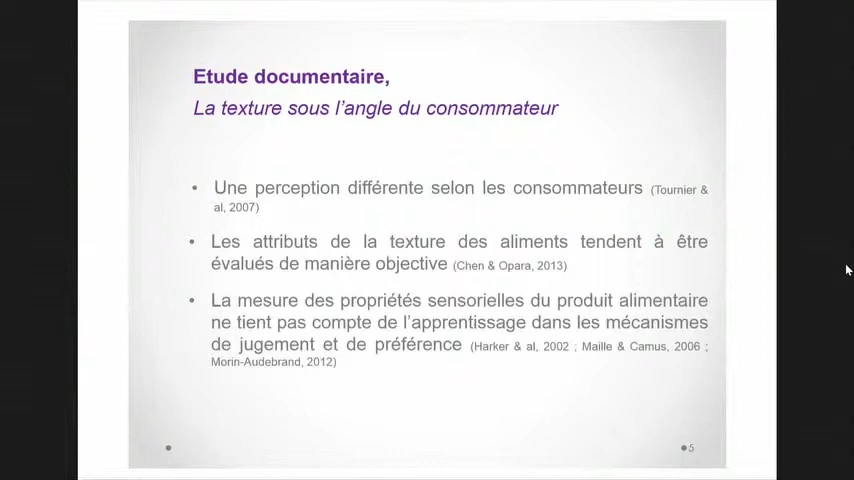 Etude documentaire,
La texture sous l'angle du consommateur
• Une perception différente selon les consommateurs (Tournier &
al, 2007)
• Les attributs de la texture des aliments tendent à être
évalués de manière objective (Chen & Opara, 2013)
• La mesure des propriétés sensorielles du produit alimentaire
ne tient pas compte de l'apprentissage dans les mécanismes
de jugement et de préférence (Harker & al, 2002 ; Maille & Camus, 2006 ;
Morin-Audebrand, 2012)
5